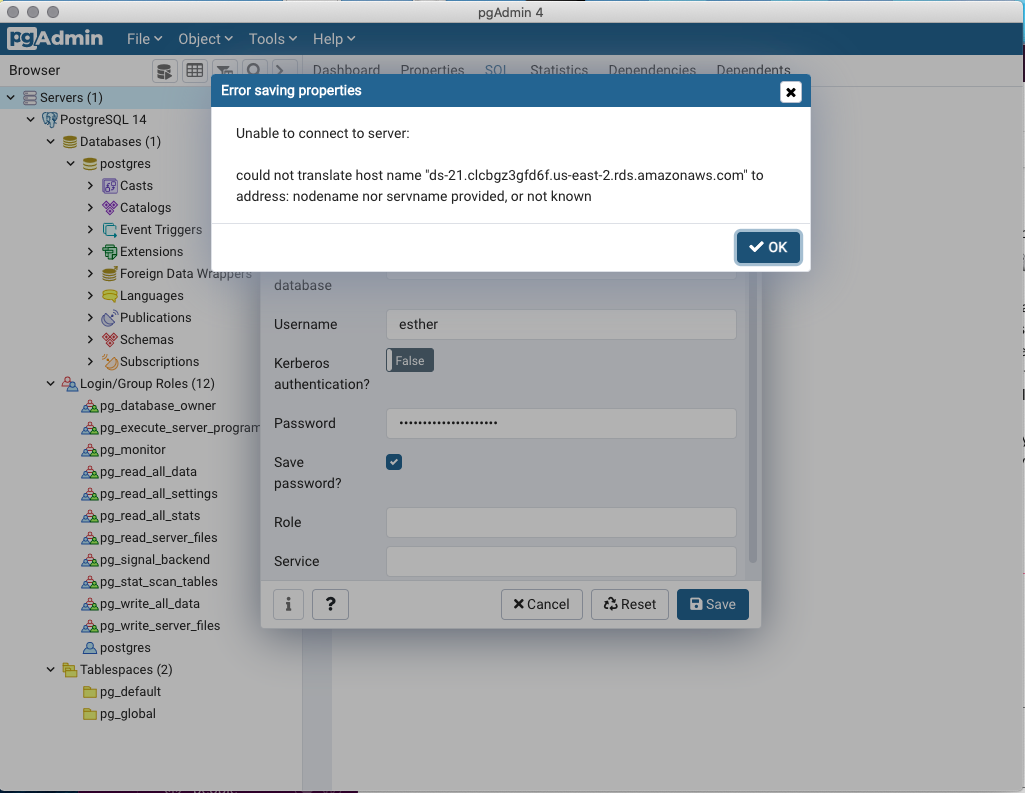 pgAdmin 4
pgAdmin File Object Tools Help
Browser
Dashboard Properties SQL Statistics Dependencies Dependents
Error saving properties
Unable to connect to server:
could not translate host name "ds-21.clcbgz3gfd6f.us-east-2.rds.amazonaws.com" to
address: nodename nor servname provided, or not known
OK
Servers (1)
PostgreSQL 14
Databases (1)
postgres
Casts
Catalogs
Event Triggers
Extensions
Foreign Data Wrappers
Languages
Publications
Schemas
Subscriptions
Login/Group Roles (12)
pg_database_owner
pg_execute_server_program
pg_monitor
pg_read_all_data
pg_read_all_settings
pg_read_all_stats
pg_read_server_files
pg_signal_backend
pg_stat_scan_tables
pg_write_all_data
pg_write_server_files
postgres
Tablespaces (2)
pg_default
pg_global
database
Username esther
Kerberos
authentication? False
Password •••••••••••••••••••••
Save
password?
Role
Service
i ? Cancel Reset Save